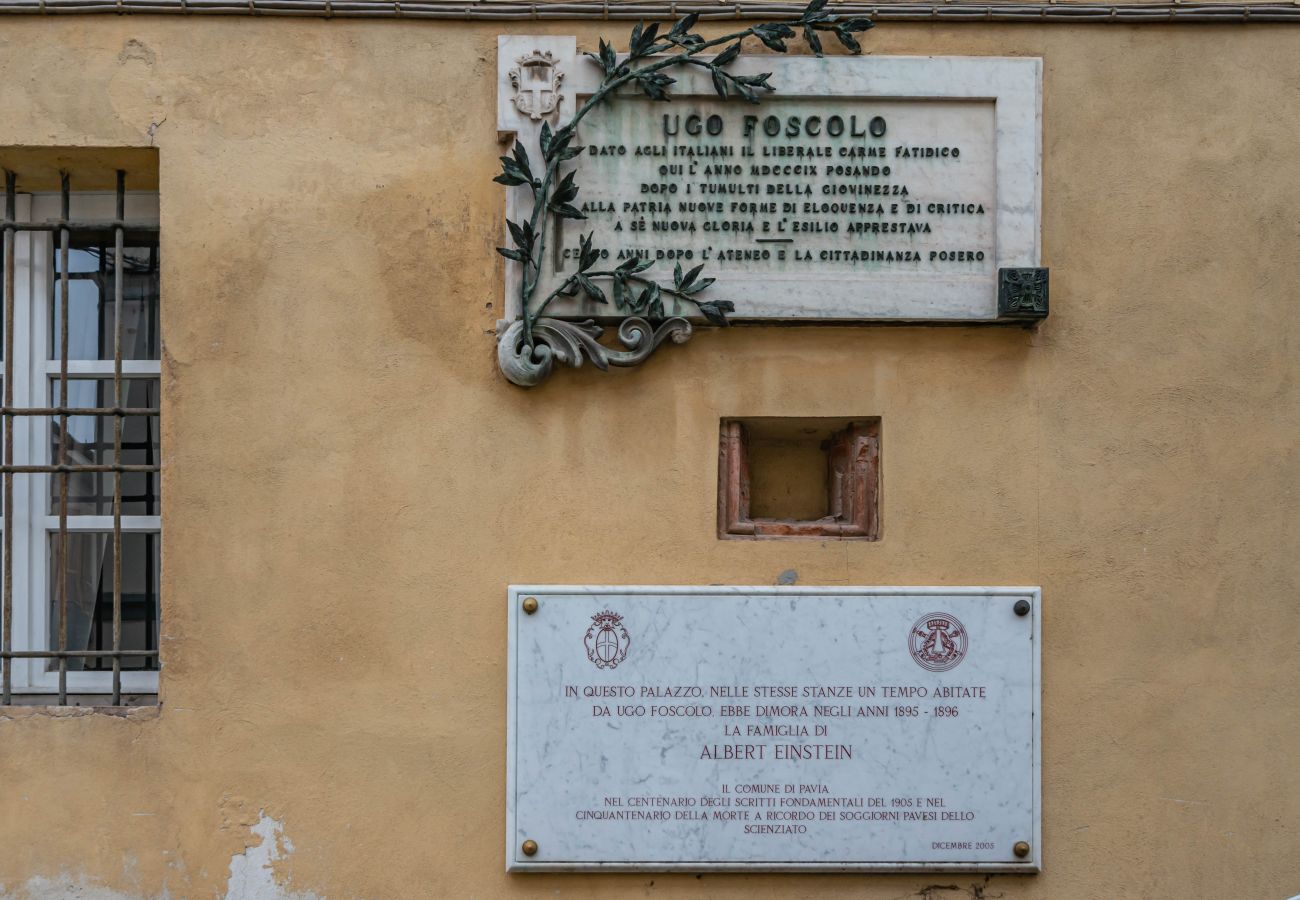 UGO FOSCOLO
DATO AGLI ITALIANI IL LIBERALE CARME FATIDICO
QUI L'ANNO MDCCCIX POSANDO
DOPO I TUMULTI DELLA GIOVINEZZA
ALLA PATRIA NUOVE FORME DI ELOQUENZA E DI CRITICA
A SÈ NUOVA GLORIA E L'ESILIO APPRESTAVA
ANNI DOPO L'ATENEO E LA CITTADINANZA POSERO
IN QUESTO PALAZZO, NELLE STESSE STANZE UN TEMPO ABITATE
DA UGO FOSCOLO, EBBE DIMORA NEGLI ANNI 1895 - 1896
LA FAMIGLIA DI
ALBERT EINSTEIN
IL COMUNE DI PAVIA
NEL CENTENARIO DEGLI SCRITTI FONDAMENTALI DEL 1905 E NEL
CINQUANTENARIO DELLA MORTE A RICORDO DEI SOGGIORNI PAVESI DELLO
SCIENZIATO
DICEMBRE 2005